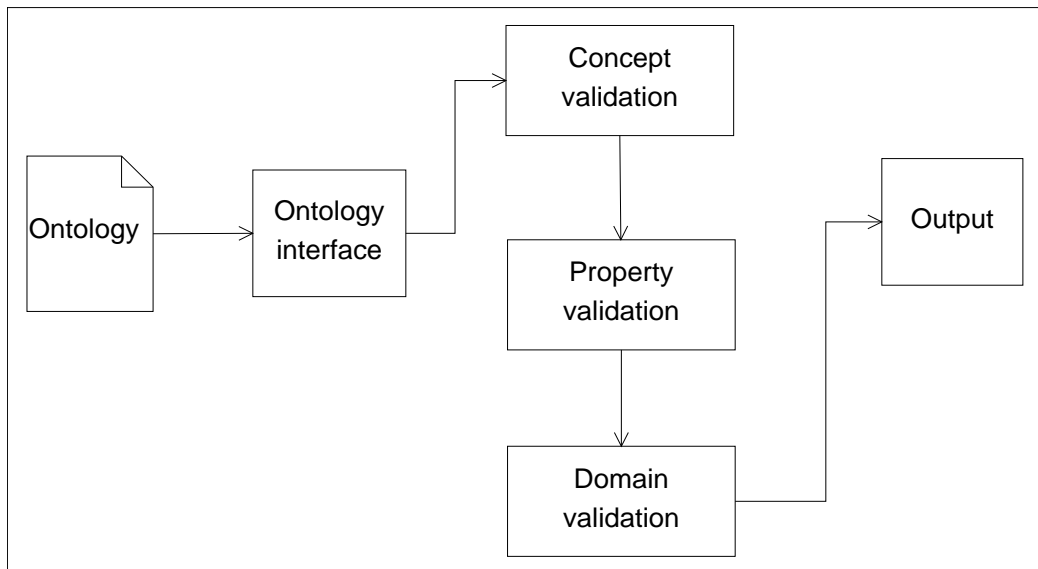 Ontology
Ontology
interface
Concept
validation
Property
validation
Domain
validation
Output